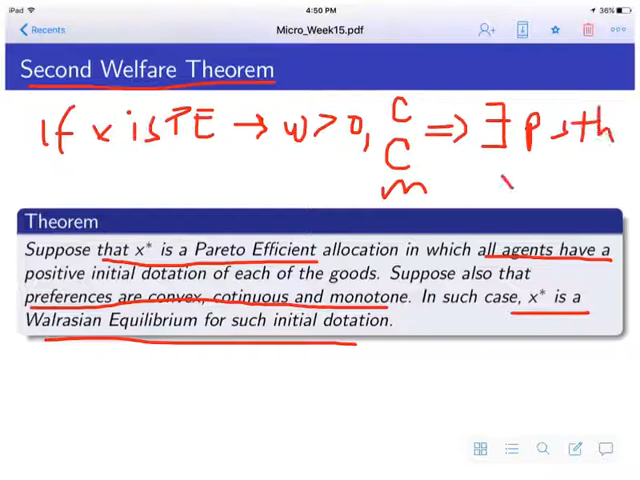 iPad 4:50 PM 36%
Recents Micro_Week15.pdf
Second Welfare Theorem
If x is PE → w > 0, C C m ⇒ ∃ p sth
Theorem
Suppose that x* is a Pareto Efficient allocation in which all agents have a
positive initial dotation of each of the goods. Suppose also that
preferences are convex, cotinuous and monotone. In such case, x* is a
Walrasian Equilibrium for such initial dotation.